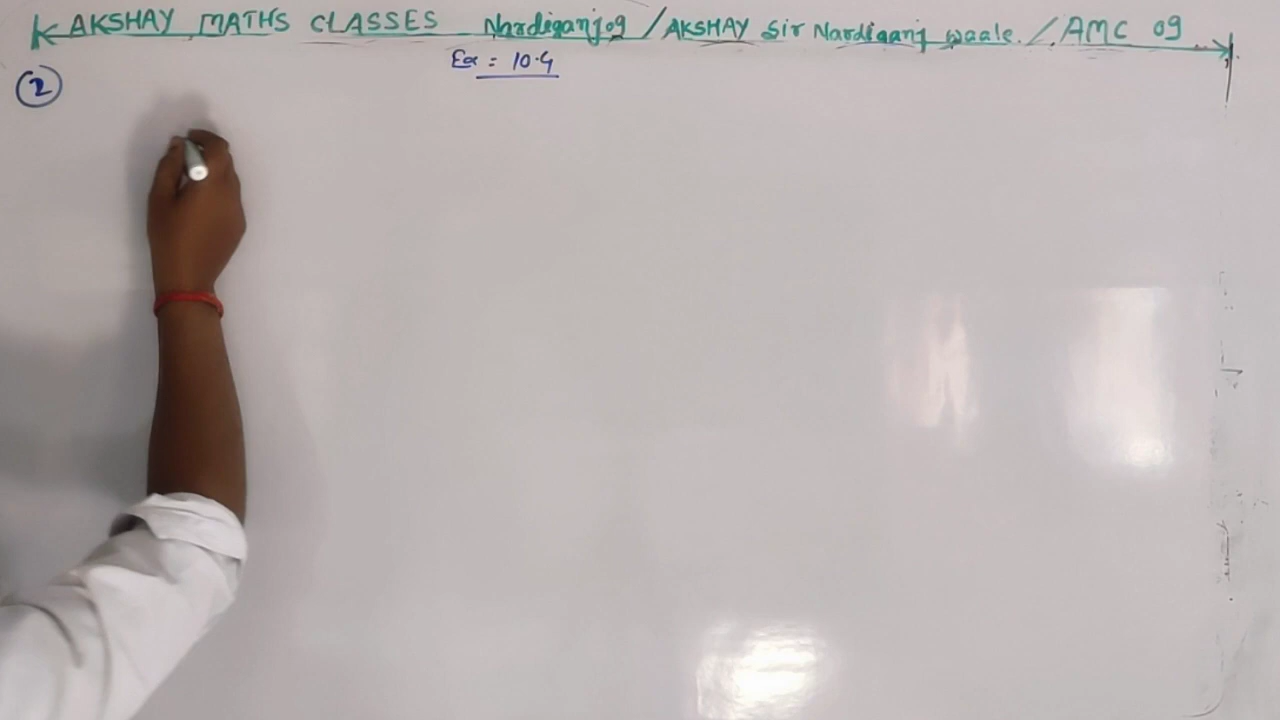 AKSHAY MATHS CLASSES Nardiganj09 / AKSHAY Sir Nardiganj waale. / AMC 09
Ex = 10.4
2